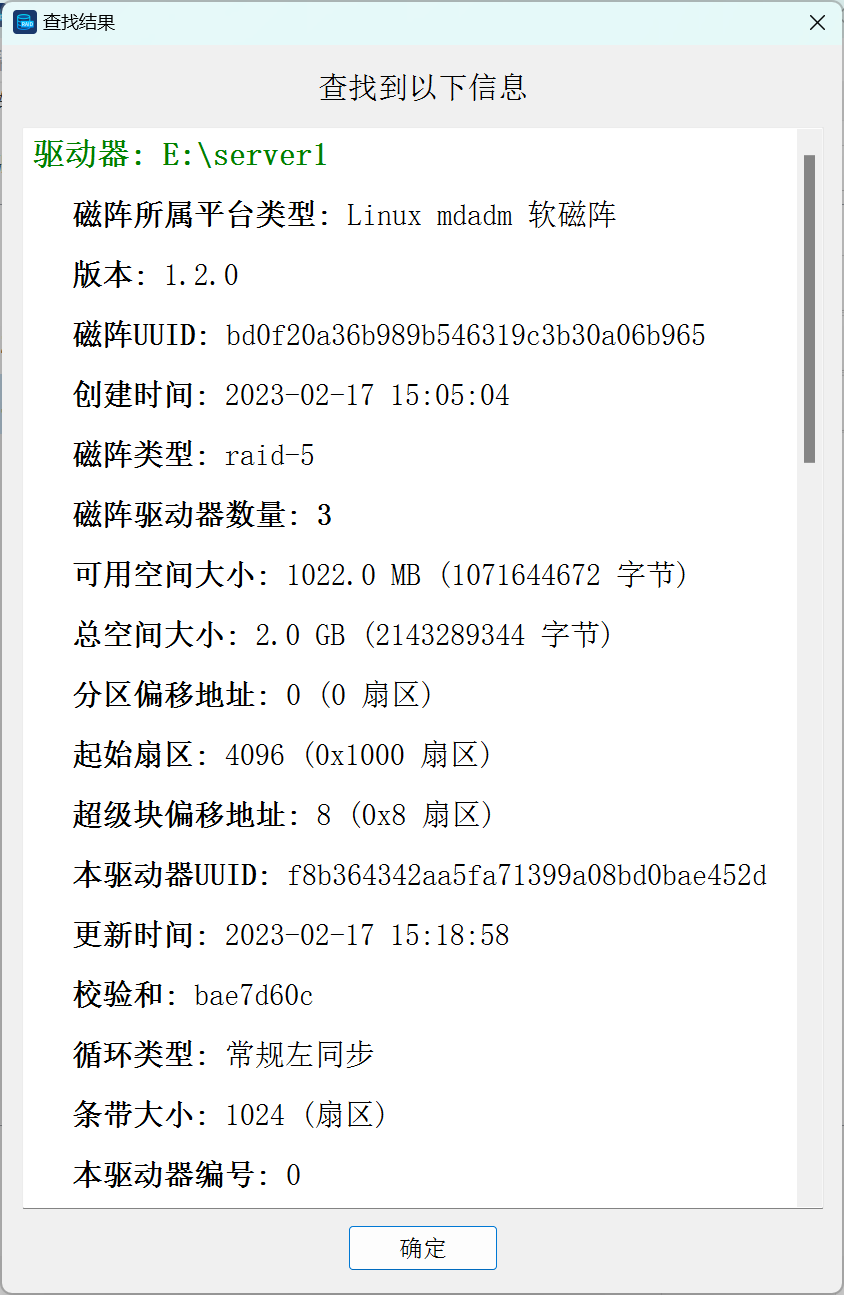 查找结果
查找到以下信息
驱动器: E:\server1
磁阵所属平台类型: Linux mdadm 软磁阵
版本: 1.2.0
磁阵UUID: bd0f20a36b989b546319c3b30a06b965
创建时间: 2023-02-17 15:05:04
磁阵类型: raid-5
磁阵驱动器数量: 3
可用空间大小: 1022.0 MB (1071644672 字节)
总空间大小: 2.0 GB (2143289344 字节)
分区偏移地址: 0 (0 扇区)
起始扇区: 4096 (0x1000 扇区)
超级块偏移地址: 8 (0x8 扇区)
本驱动器UUID: f8b364342aa5fa71399a08bd0bae452d
更新时间: 2023-02-17 15:18:58
校验和: bae7d60c
循环类型: 常规左同步
条带大小: 1024 (扇区)
本驱动器编号: 0
确定